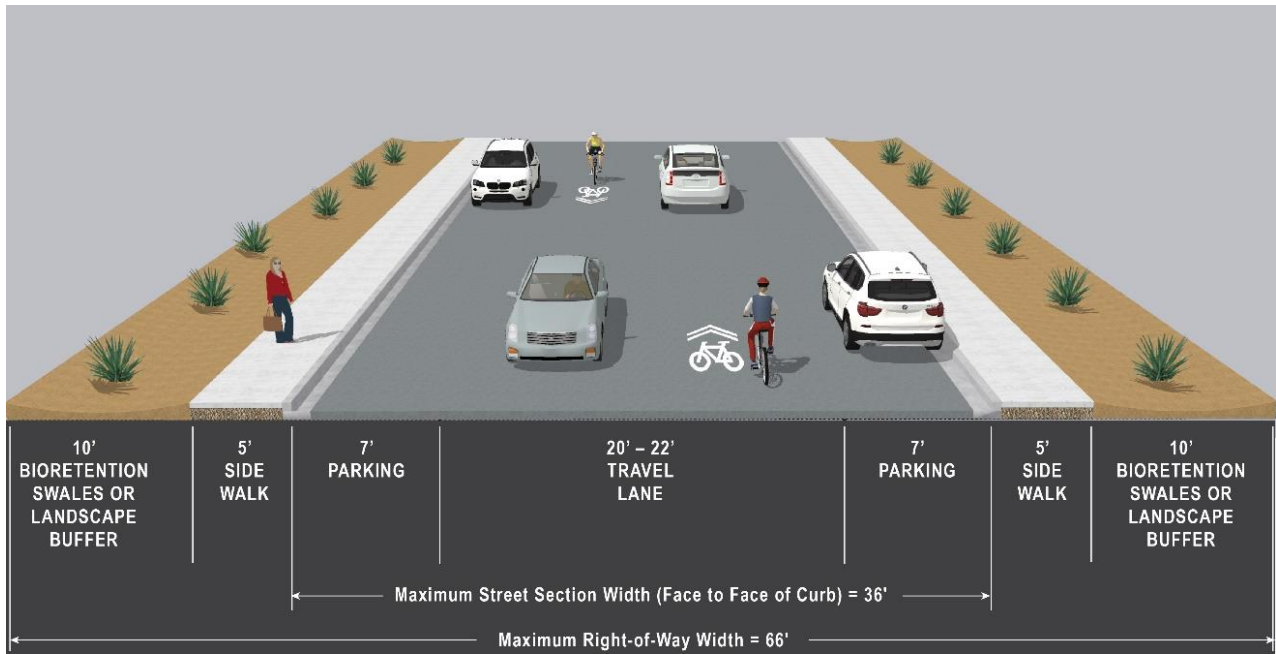 10'
BIORETENTION
SWALES OR
LANDSCAPE
BUFFER
5'
SIDE
WALK
7'
PARKING
20' – 22'
TRAVEL
LANE
7'
PARKING
5'
SIDE
WALK
10'
BIORETENTION
SWALES OR
LANDSCAPE
BUFFER
Maximum Street Section Width (Face to Face of Curb) = 36'
Maximum Right-of-Way Width = 66'